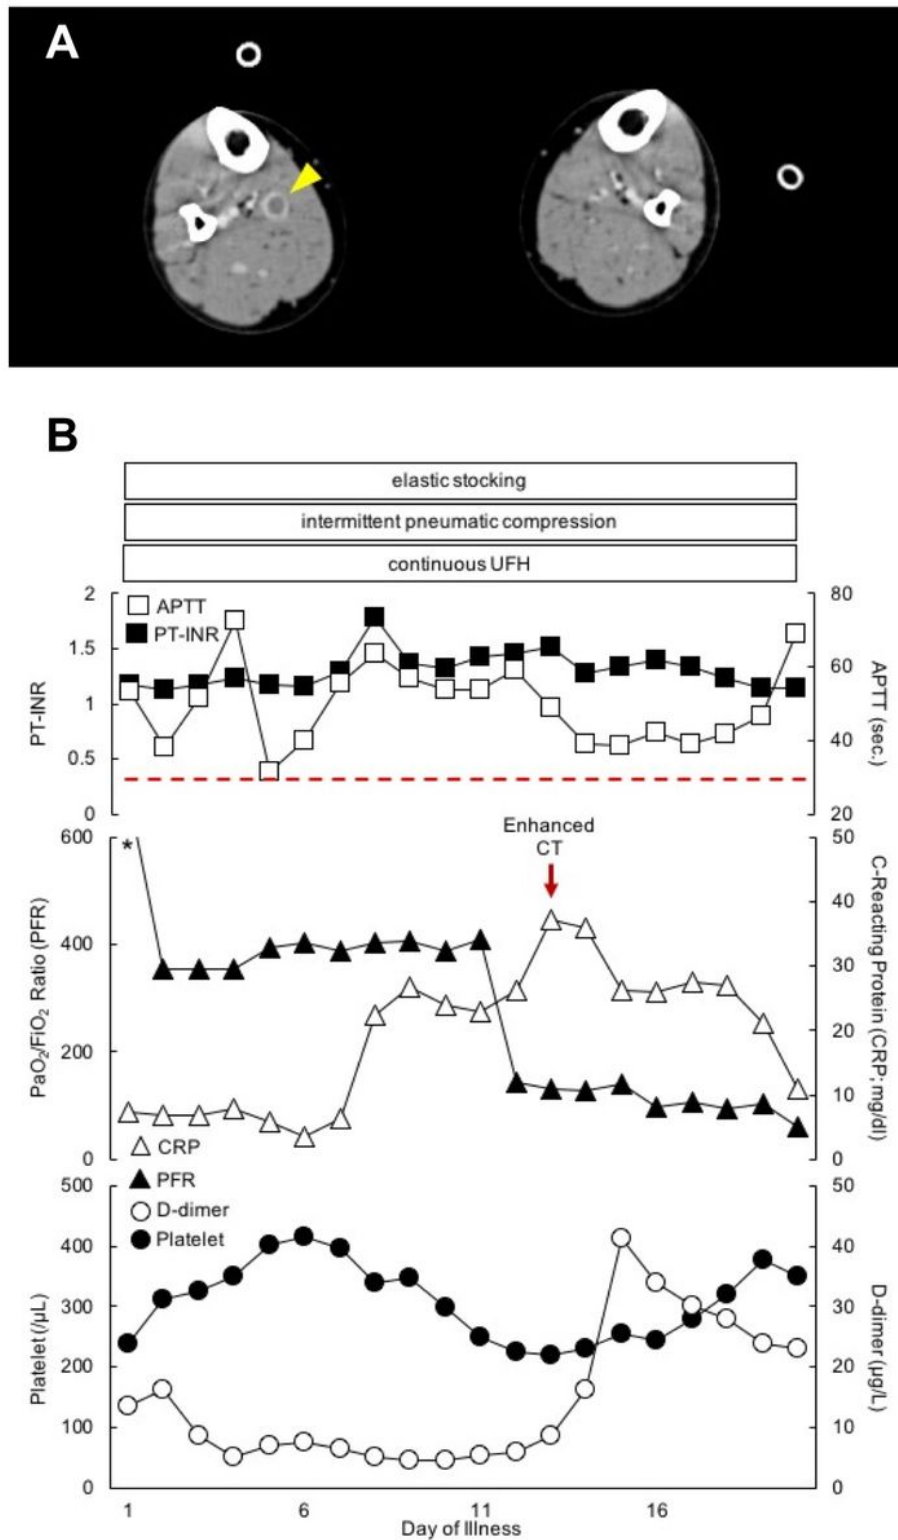 A
B
elastic stocking
intermittent pneumatic compression
continuous UFH
2
1.5
1
0.5
0
PT-INR
APTT
PT-INR
80
60
40
20
APTT (sec.)
600
400
200
0
PaO₂/FiO₂ Ratio (PFR)
*
Enhanced
CT
50
40
30
20
10
0
C-Reacting Protein (CRP; mg/dl)
CRP
PFR
D-dimer
Platelet
500
400
300
200
100
0
Platelet (/μL)
50
40
30
20
10
0
D-dimer (μg/L)
1
6
11
16
Day of Illness